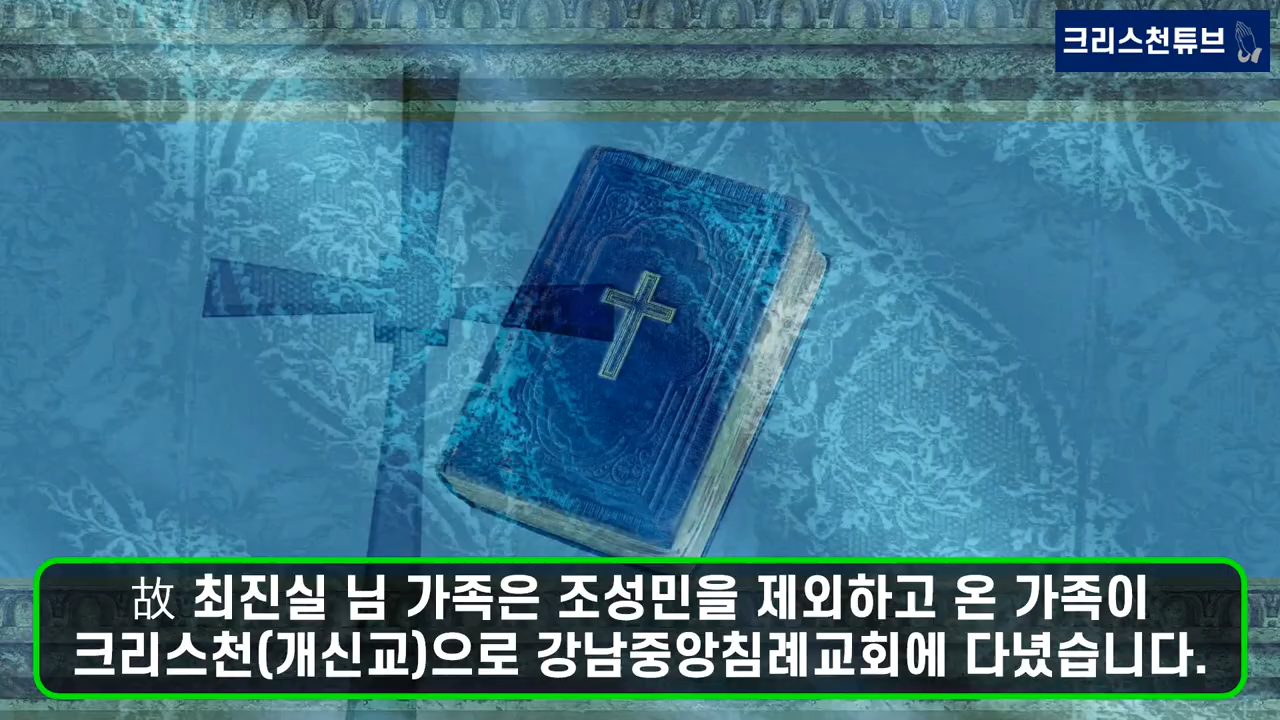 크리스천튜브
故 최진실 님 가족은 조성민을 제외하고 온 가족이
크리스천(개신교)으로 강남중앙침례교회에 다녔습니다.